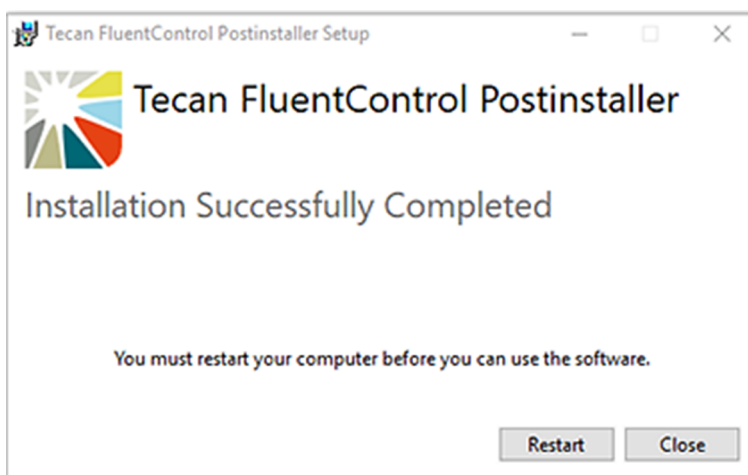 Tecan FluentControl Postinstaller Setup
Tecan FluentControl Postinstaller
Installation Successfully Completed
You must restart your computer before you can use the software.
Restart Close